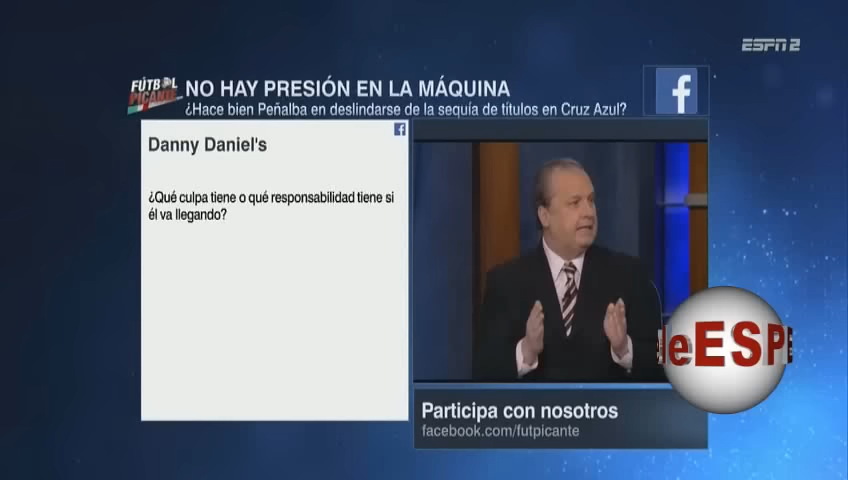 ESPN 2
FÚTBOL
PICANTE
NO HAY PRESIÓN EN LA MÁQUINA
¿Hace bien Peñalba en deslindarse de la sequía de títulos en Cruz Azul?
Danny Daniel's
¿Qué culpa tiene o qué responsabilidad tiene si
él va llegando?
Participa con nosotros
facebook.com/futpicante